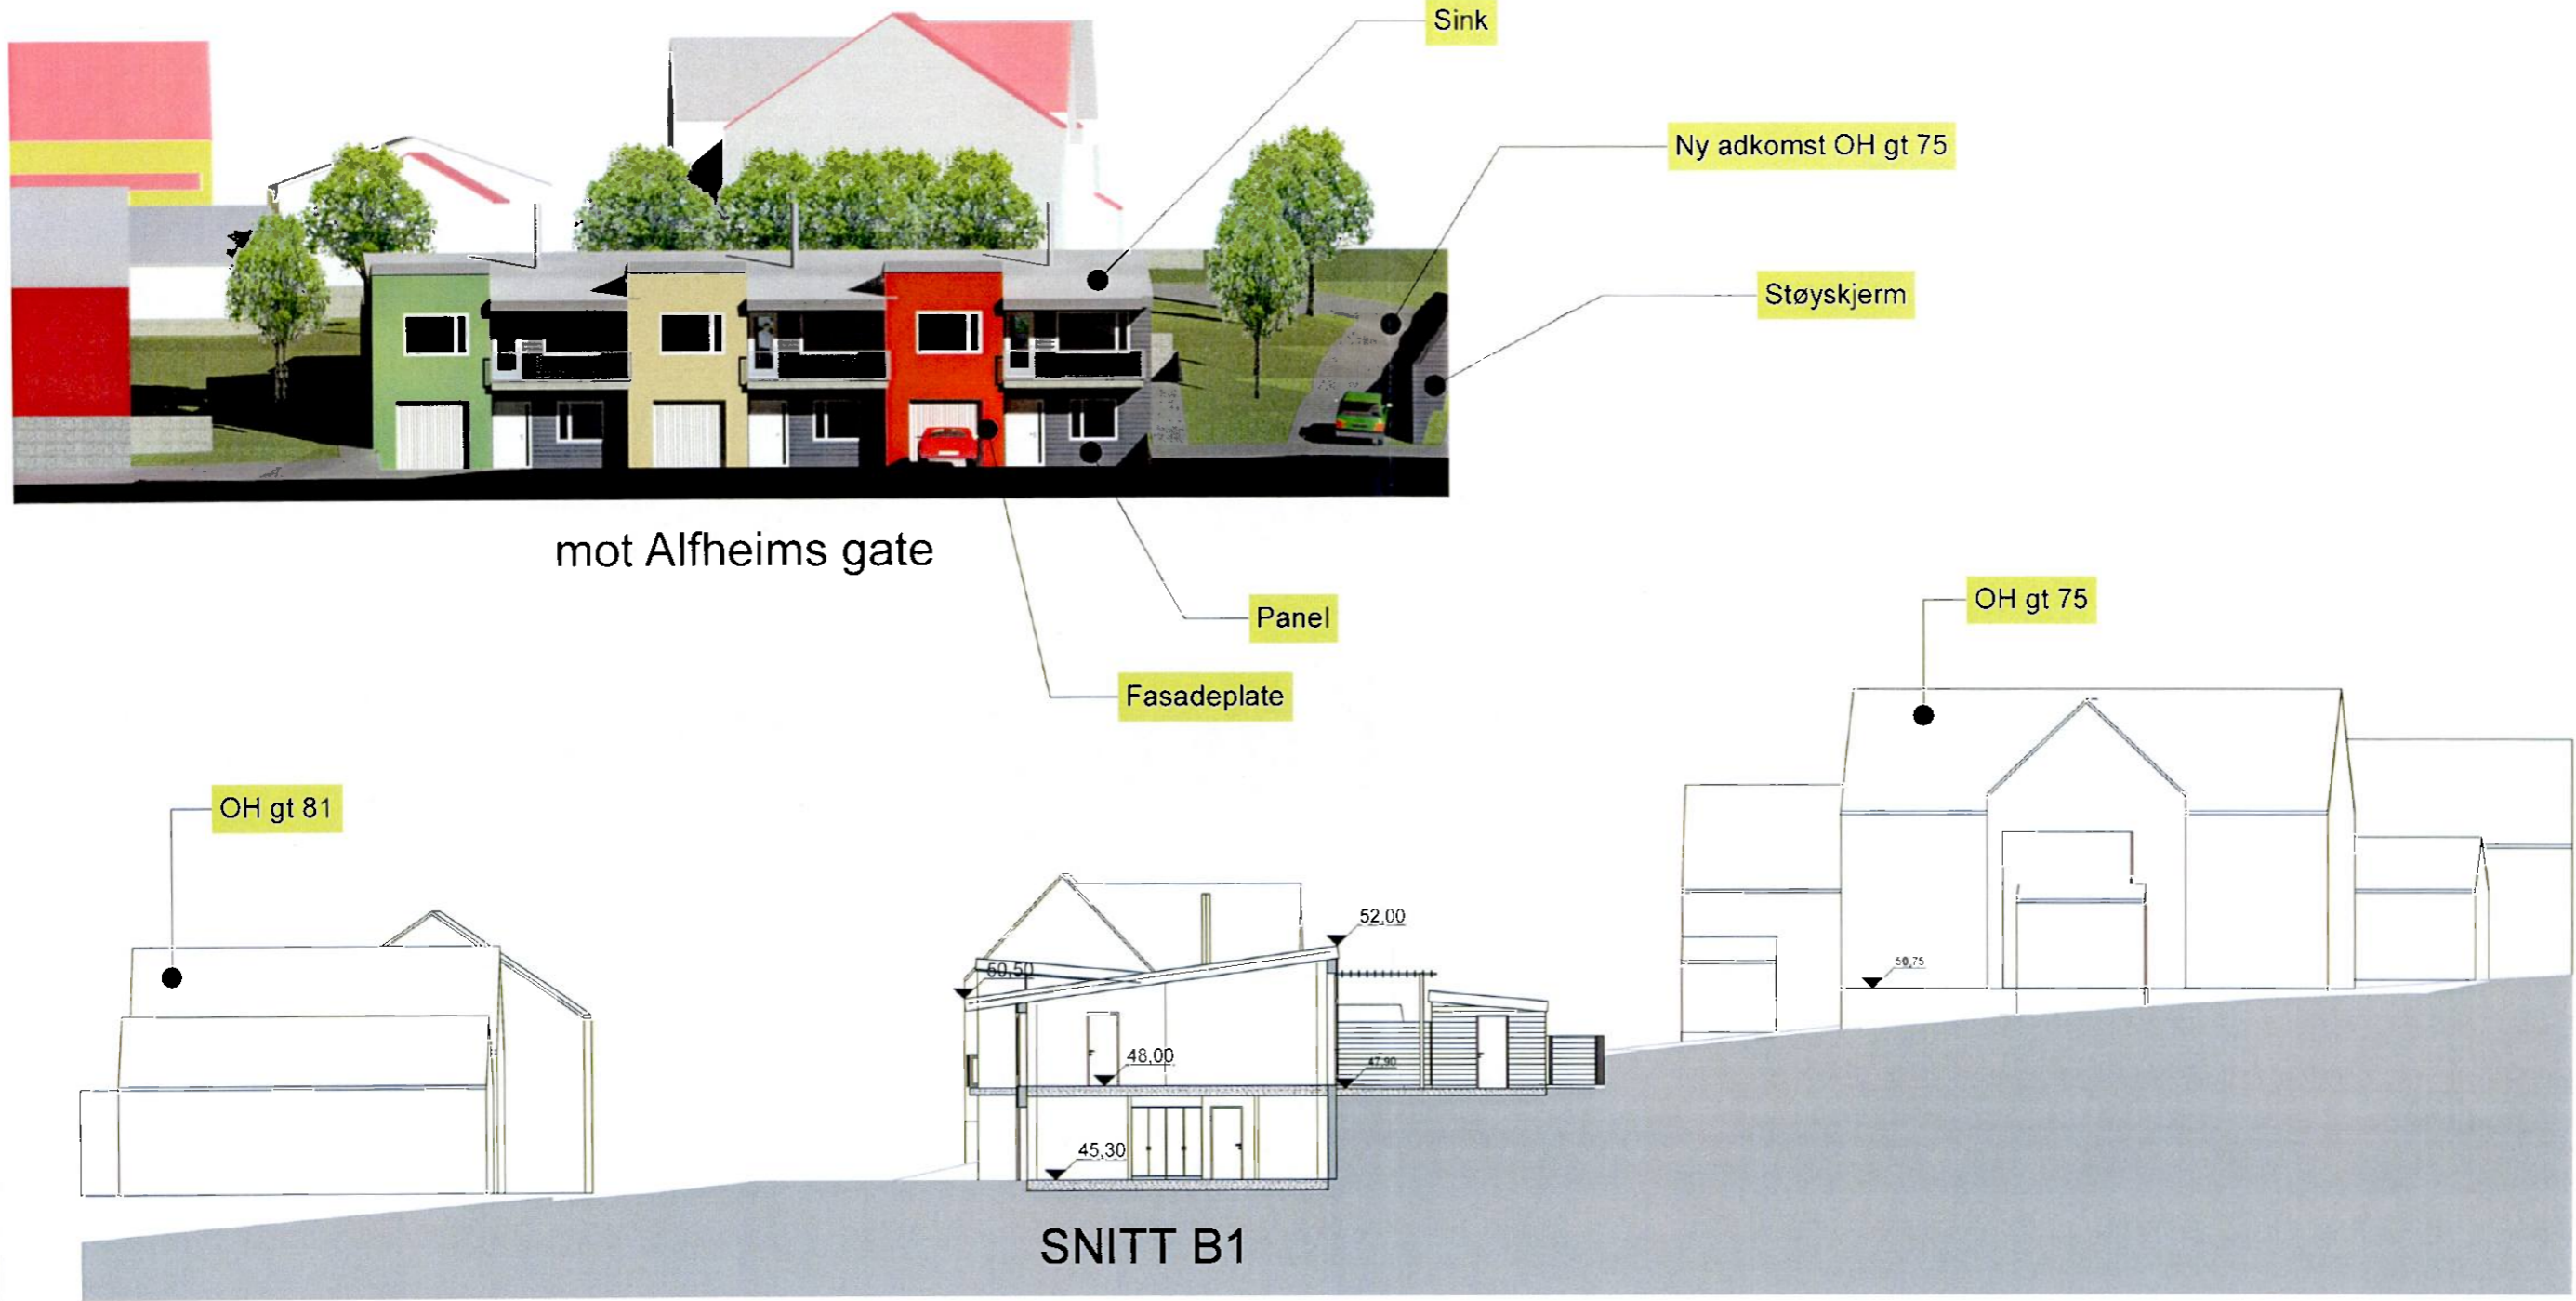 Sink
Ny adkomst OH gt 75
Støyskjerm
mot Alfheims gate
Panel
Fasadeplate
OH gt 75
OH gt 81
52,00
50,50
50,75
48,00
47,90
45,30
SNITT B1